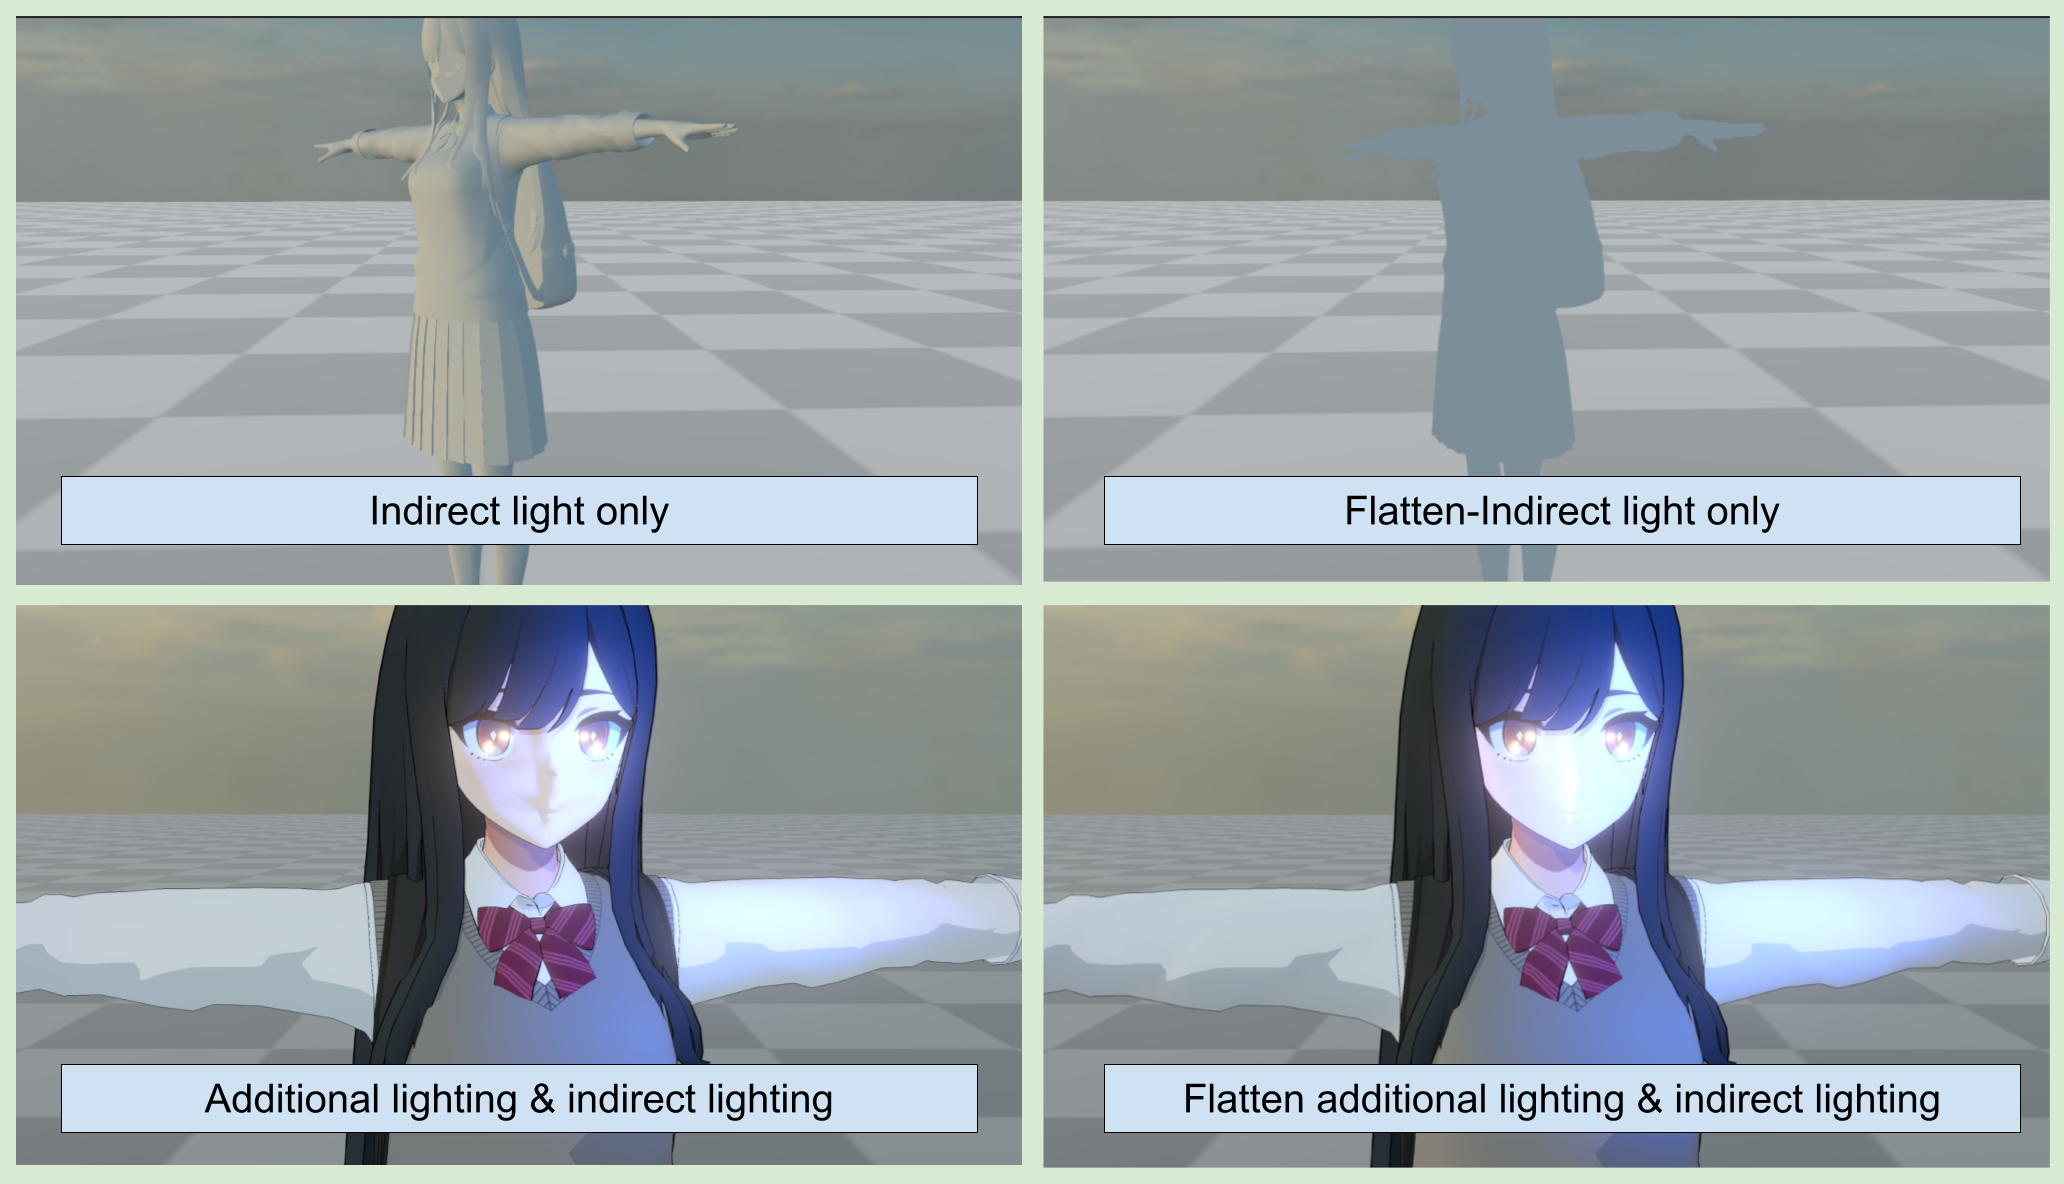 Indirect light only
Flatten-Indirect light only
Additional lighting & indirect lighting
Flatten additional lighting & indirect lighting